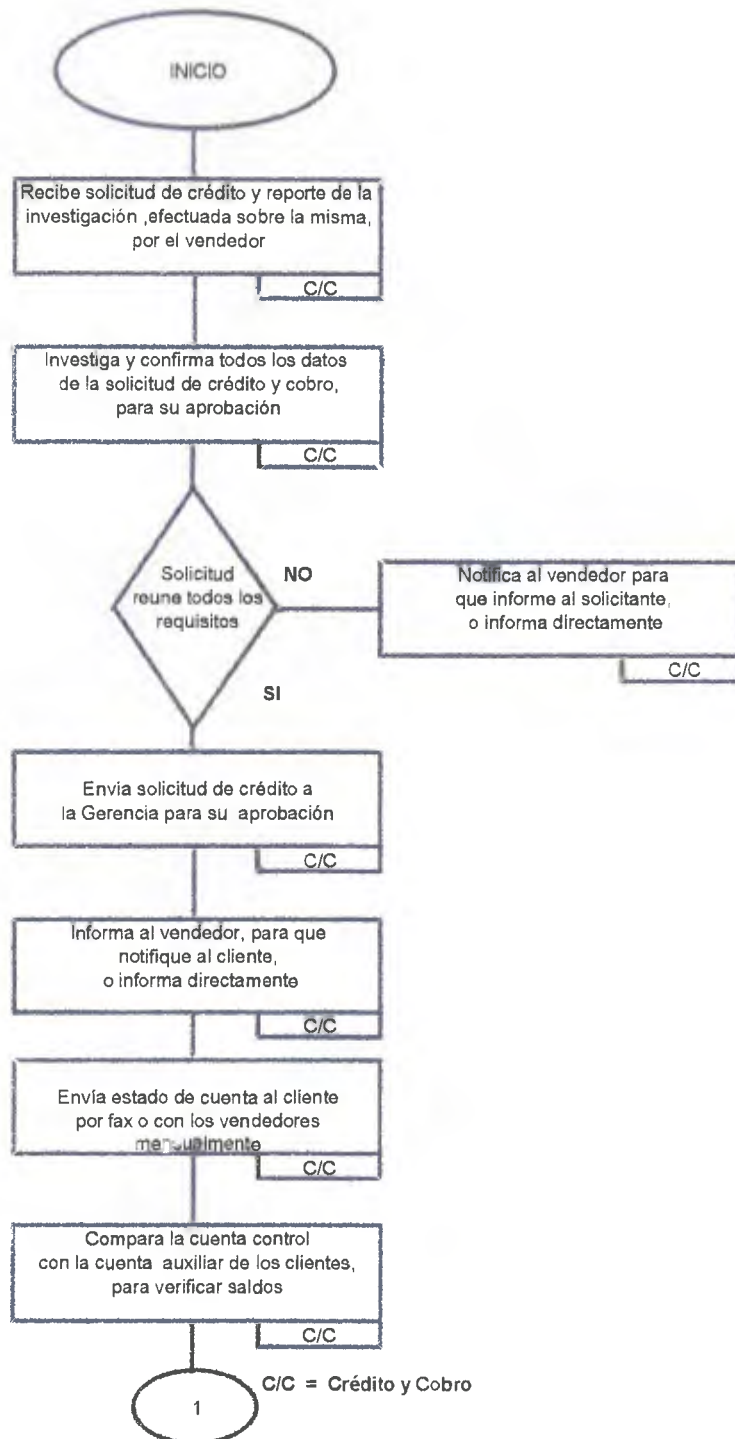 INICIO
Recibe solicitud de crédito y reporte de la
investigación ,efectuada sobre la misma,
por el vendedor
C/C
Investiga y confirma todos los datos
de la solicitud de crédito y cobro,
para su aprobación
C/C
Solicitud
reune todos los
requisitos
NO
Notifica al vendedor para
que informe al solicitante,
o informa directamente
C/C
SI
Envía solicitud de crédito a
la Gerencia para su aprobación
C/C
Informa al vendedor, para que
notifique al cliente,
o informa directamente
C/C
Envía estado de cuenta al cliente
por fax o con los vendedores
mensualmente
C/C
Compara la cuenta control
con la cuenta auxiliar de los clientes,
para verificar saldos
C/C
C/C = Crédito y Cobro
1